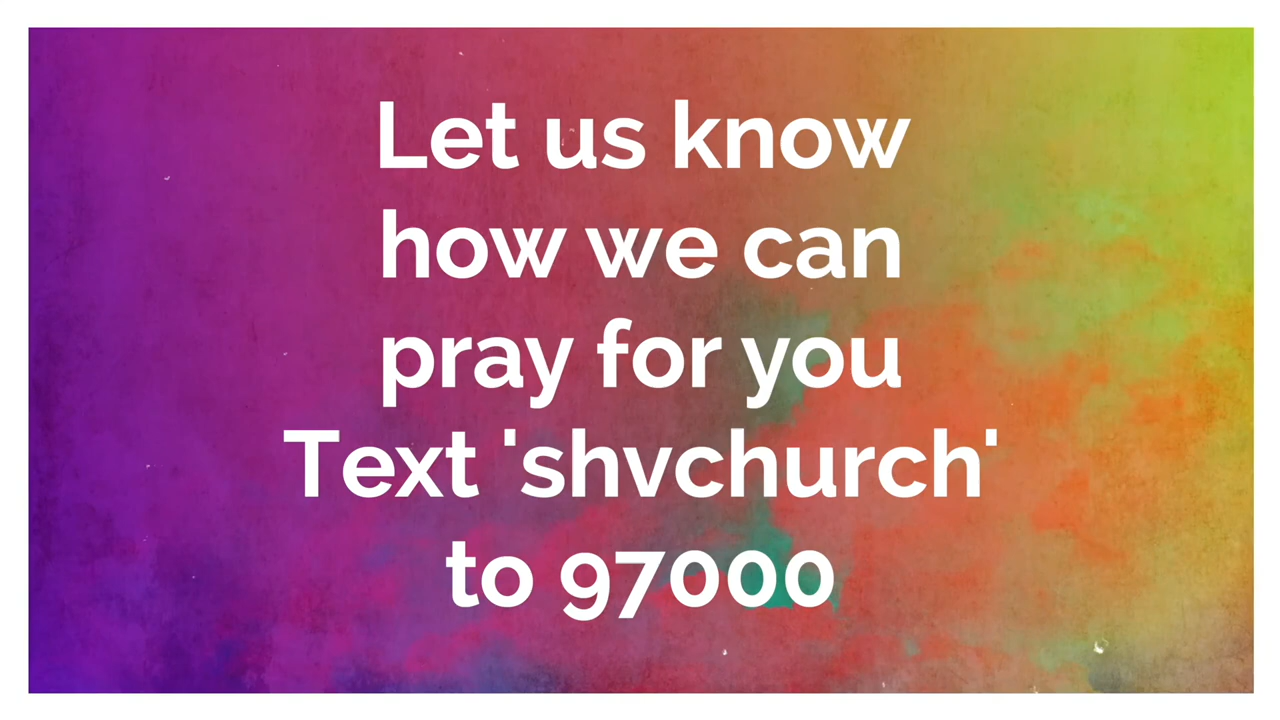 Let us know
how we can
pray for you
Text 'shvchurch'
to 97000